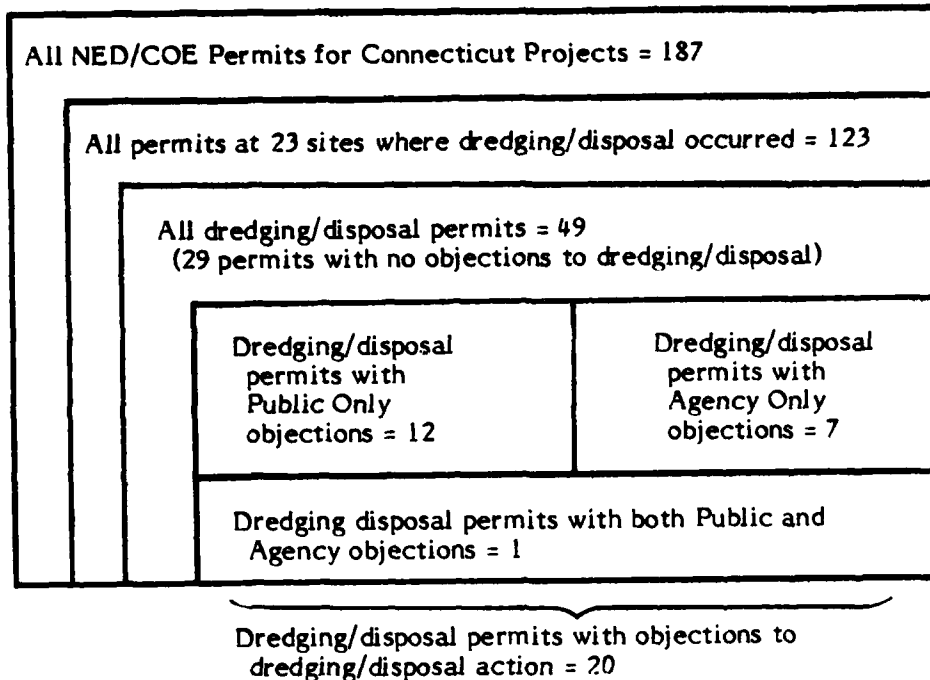 All NED/COE Permits for Connecticut Projects = 187
All permits at 23 sites where dredging/disposal occurred = 123
All dredging/disposal permits = 49
(29 permits with no objections to dredging/disposal)
Dredging/disposal
permits with
Public Only
objections = 12
Dredging/disposal
permits with
Agency Only
objections = 7
Dredging disposal permits with both Public and
Agency objections = 1
Dredging/disposal permits with objections to
dredging/disposal action = 20